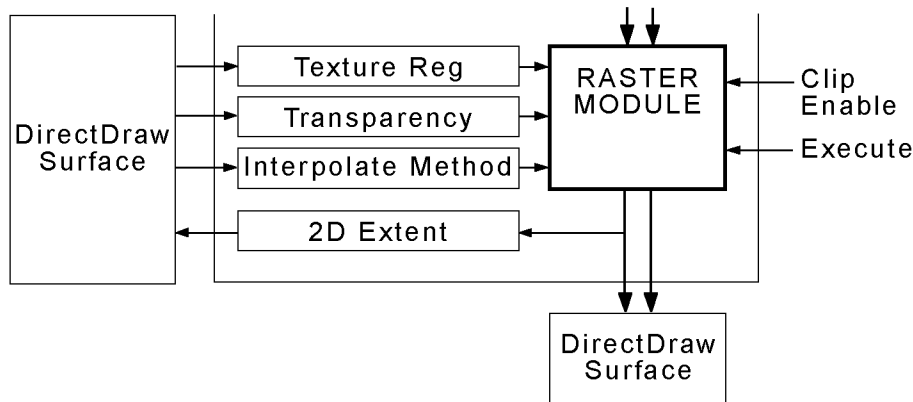 DirectDraw
Surface
Texture Reg
Transparency
Interpolate Method
2D Extent
RASTER
MODULE
Clip
Enable
Execute
DirectDraw
Surface